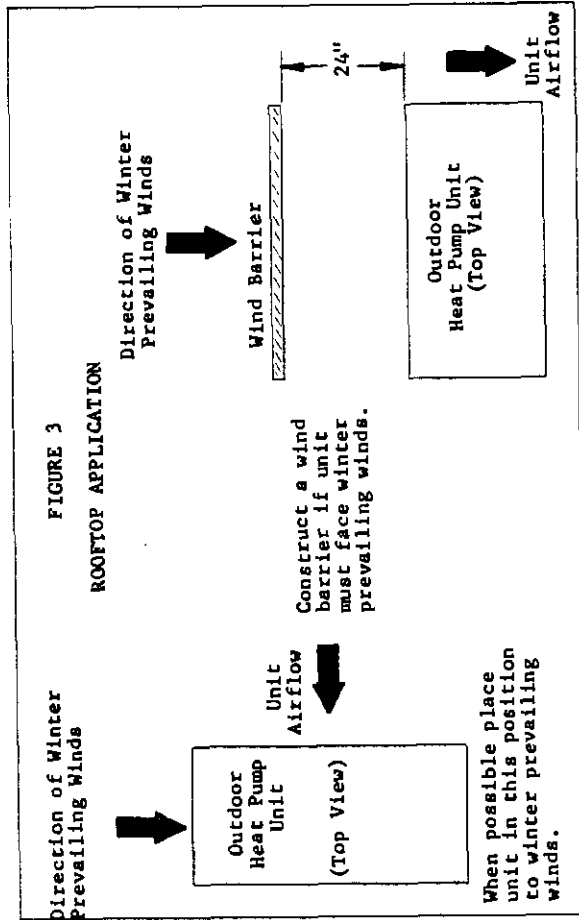 FIGURE 3
ROOFTOP APPLICATION
Direction of Winter
Prevailing Winds
Outdoor
Heat Pump
Unit
(Top View)
Unit
Airflow
When possible place
unit in this position
to winter prevailing
winds.
Construct a wind
barrier if unit
must face winter
prevailing winds.
Direction of Winter
Prevailing Winds
Wind Barrier
24"
Outdoor
Heat Pump Unit
(Top View)
Unit
Airflow